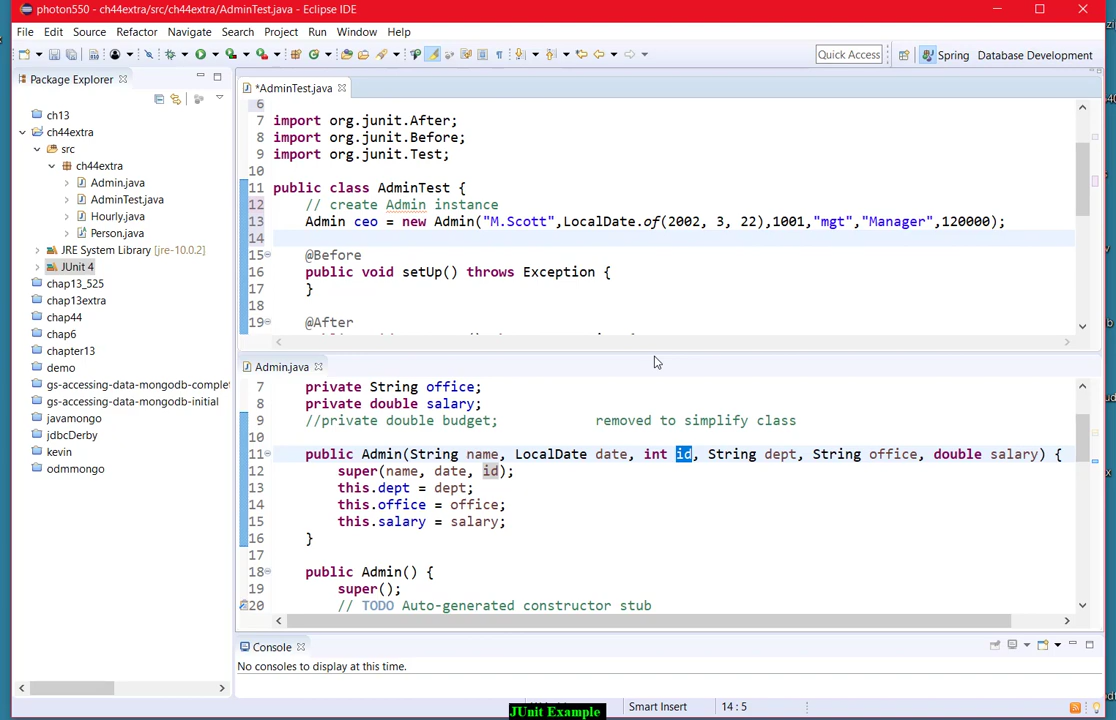 photon550 - ch44extra/src/ch44extra/AdminTest.java - Eclipse IDE
File Edit Source Refactor Navigate Search Project Run Window Help
Quick Access Spring Database Development
Package Explorer
ch13
ch44extra
src
ch44extra
Admin.java
AdminTest.java
Hourly.java
Person.java
JRE System Library [jre-10.0.2]
JUnit 4
chap13_525
chap13extra
chap44
chap6
chapter13
demo
gs-accessing-data-mongodb-complet
gs-accessing-data-mongodb-initial
javamongo
jdbcDerby
kevin
odmmongo
*AdminTest.java
6
7 import org.junit.After;
8 import org.junit.Before;
9 import org.junit.Test;
10
11 public class AdminTest {
12 // create Admin instance
13 Admin ceo = new Admin("M.Scott",LocalDate.of(2002, 3, 22),1001,"mgt","Manager",120000);
14
15 @Before
16 public void setUp() throws Exception {
17 }
18
19 @After
Admin.java
7 private String office;
8 private double salary;
9 //private double budget; removed to simplify class
10
11 public Admin(String name, LocalDate date, int id, String dept, String office, double salary) {
12 super(name, date, id);
13 this.dept = dept;
14 this.office = office;
15 this.salary = salary;
16 }
17
18 public Admin() {
19 super();
20 // TODO Auto-generated constructor stub
Console
No consoles to display at this time.
JUnit Example
Smart Insert 14 : 5